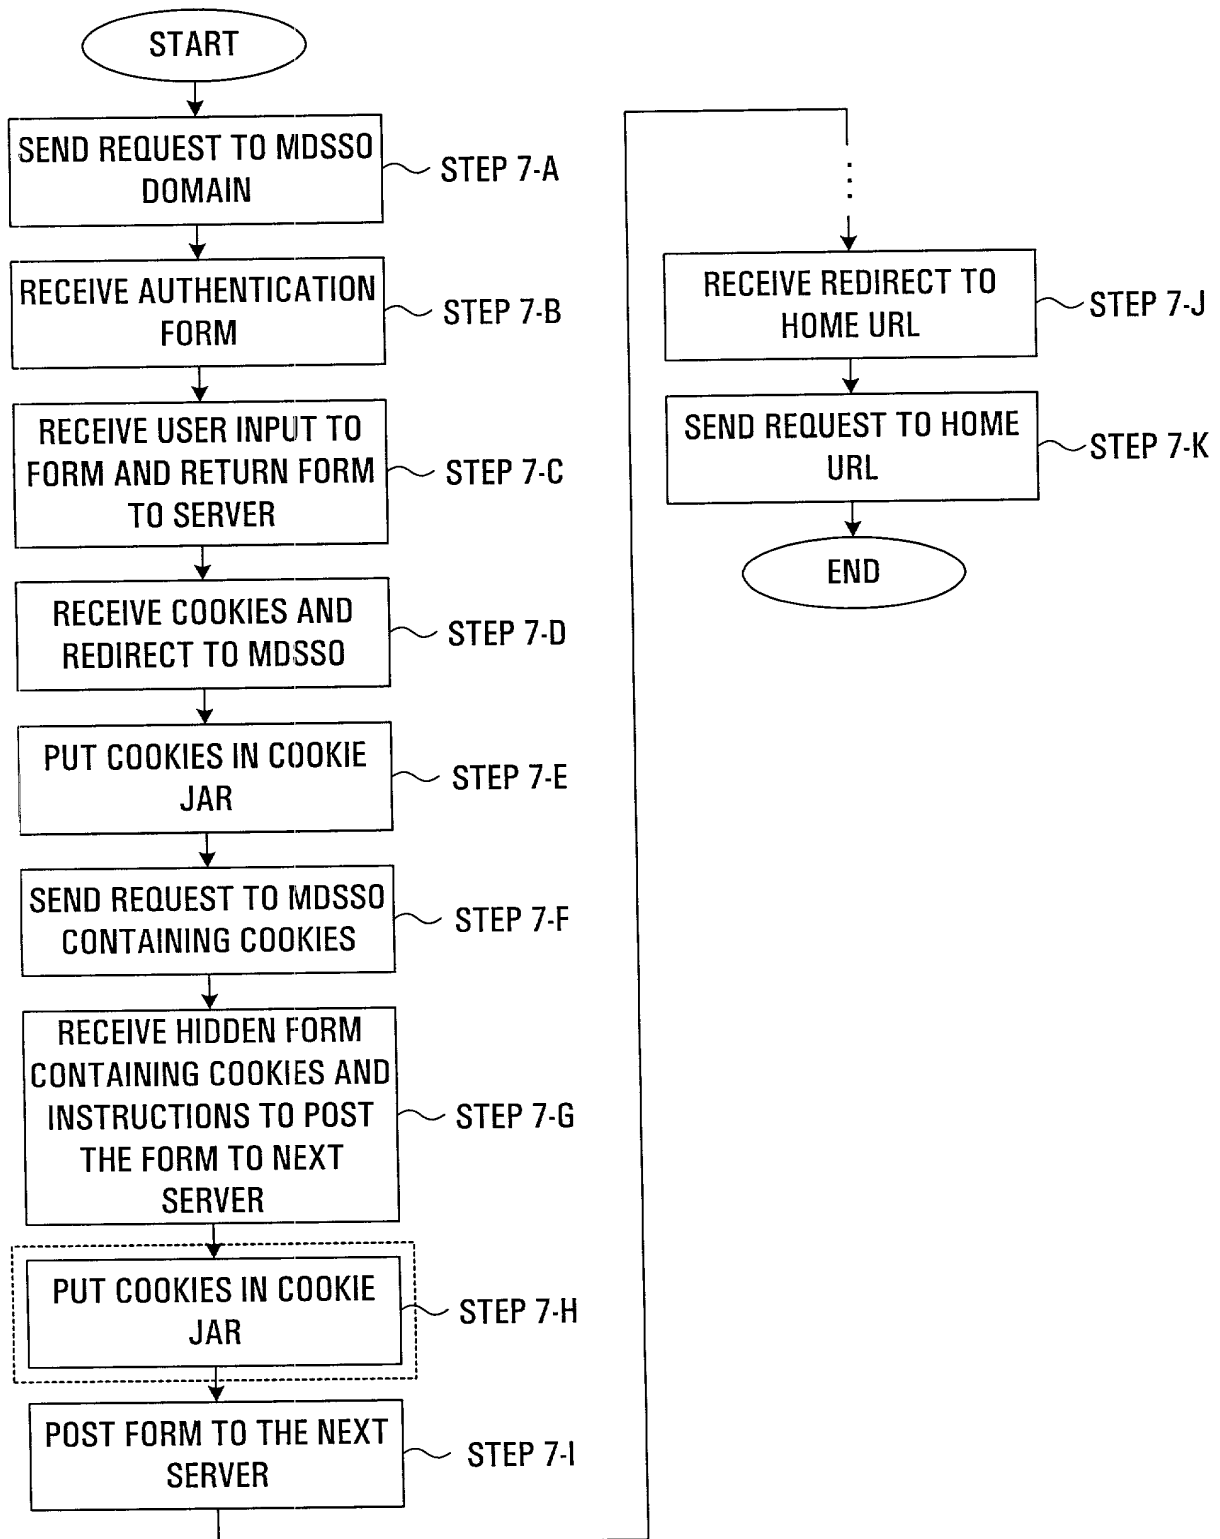 START
SEND REQUEST TO MDSSO
DOMAIN
STEP 7-A
RECEIVE AUTHENTICATION
FORM
STEP 7-B
RECEIVE USER INPUT TO
FORM AND RETURN FORM
TO SERVER
STEP 7-C
RECEIVE COOKIES AND
REDIRECT TO MDSSO
STEP 7-D
PUT COOKIES IN COOKIE
JAR
STEP 7-E
SEND REQUEST TO MDSSO
CONTAINING COOKIES
STEP 7-F
RECEIVE HIDDEN FORM
CONTAINING COOKIES AND
INSTRUCTIONS TO POST
THE FORM TO NEXT
SERVER
STEP 7-G
PUT COOKIES IN COOKIE
JAR
STEP 7-H
POST FORM TO THE NEXT
SERVER
STEP 7-I
RECEIVE REDIRECT TO
HOME URL
STEP 7-J
SEND REQUEST TO HOME
URL
STEP 7-K
END